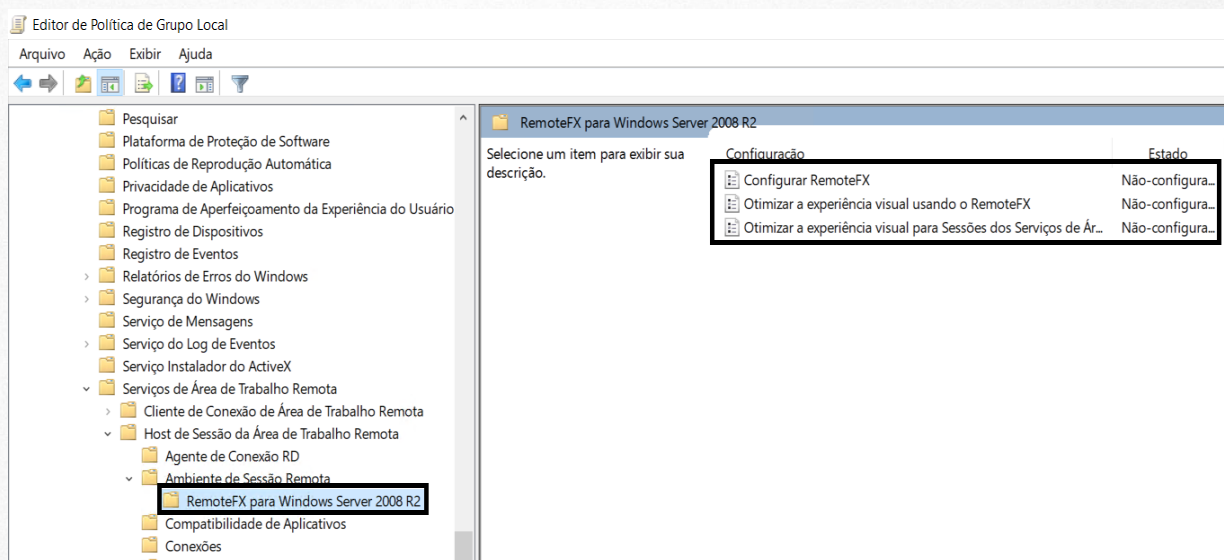 Editor de Política de Grupo Local
Arquivo Ação Exibir Ajuda
Pesquisar
Plataforma de Proteção de Software
Políticas de Reprodução Automática
Privacidade de Aplicativos
Programa de Aperfeiçoamento da Experiência do Usuário
Registro de Dispositivos
Registro de Eventos
Relatórios de Erros do Windows
Segurança do Windows
Serviço de Mensagens
Serviço do Log de Eventos
Serviço Instalador do ActiveX
Serviços de Área de Trabalho Remota
Cliente de Conexão de Área de Trabalho Remota
Host de Sessão da Área de Trabalho Remota
Agente de Conexão RD
Ambiente de Sessão Remota
RemoteFX para Windows Server 2008 R2
Compatibilidade de Aplicativos
Conexões
RemoteFX para Windows Server 2008 R2
Selecione um item para exibir sua
descrição.
Configuração Estado
Configurar RemoteFX Não-configura...
Otimizar a experiência visual usando o RemoteFX Não-configura...
Otimizar a experiência visual para Sessões dos Serviços de Ár... Não-configura...